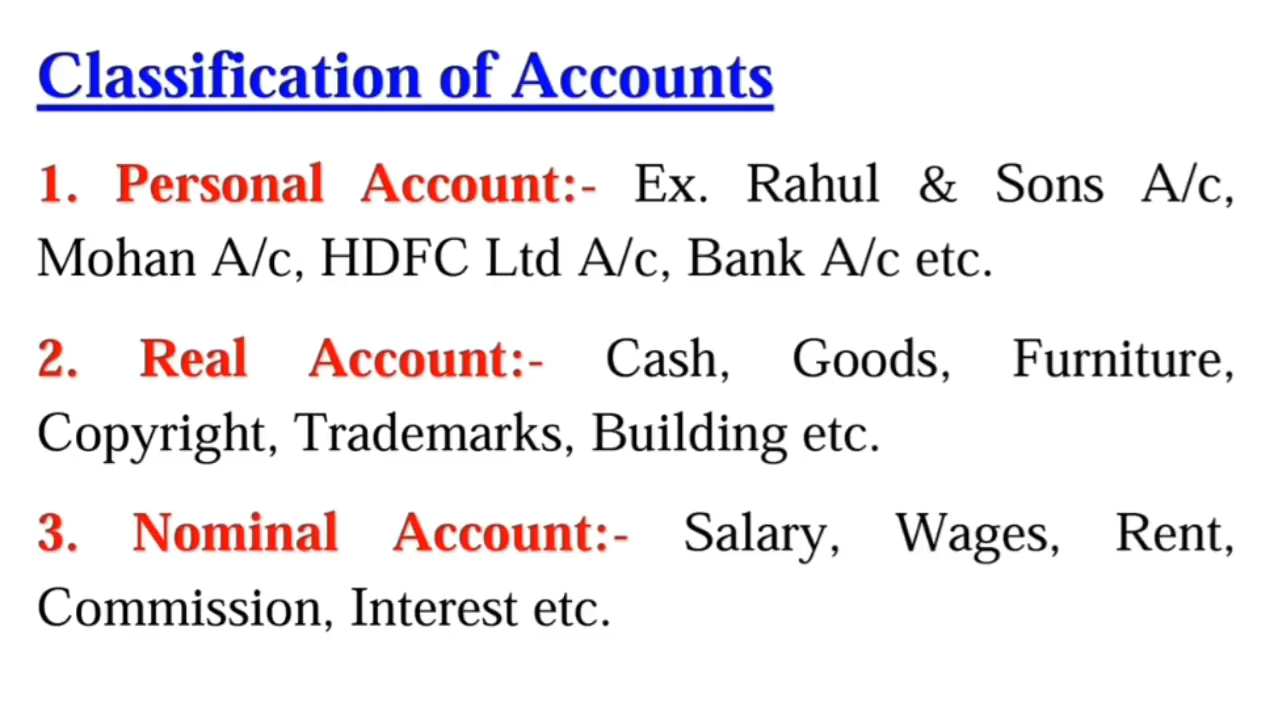 Classification of Accounts
1. Personal Account:- Ex. Rahul & Sons A/c,
Mohan A/c, HDFC Ltd A/c, Bank A/c etc.
2. Real Account:- Cash, Goods, Furniture,
Copyright, Trademarks, Building etc.
3. Nominal Account:- Salary, Wages, Rent,
Commission, Interest etc.